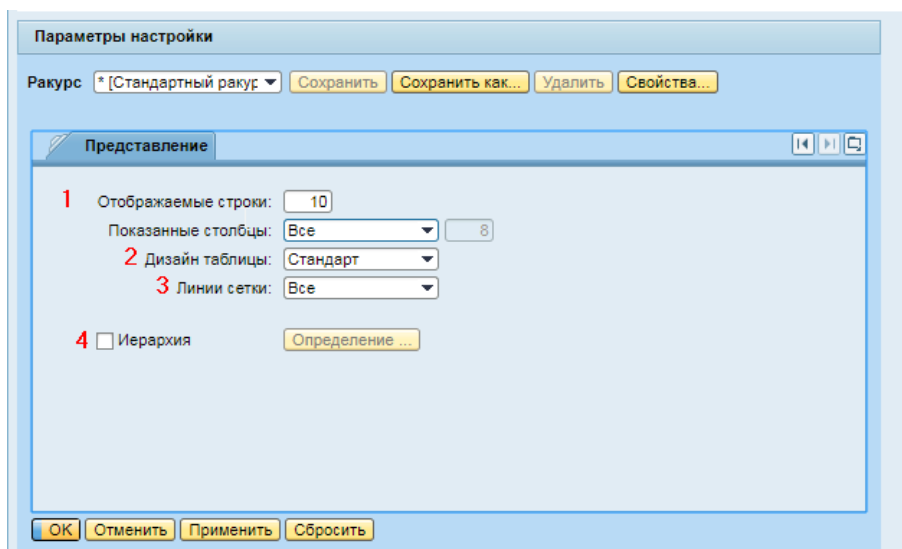 Параметры настройки
Ракурс * [Стандартный ракур Сохранить Сохранить как... Удалить Свойства...
Представление
1 Отображаемые строки: 10
Показанные столбцы: Все 8
2 Дизайн таблицы: Стандарт
3 Линии сетки: Все
4 Иерархия Определение ...
OK Отменить Применить Сбросить